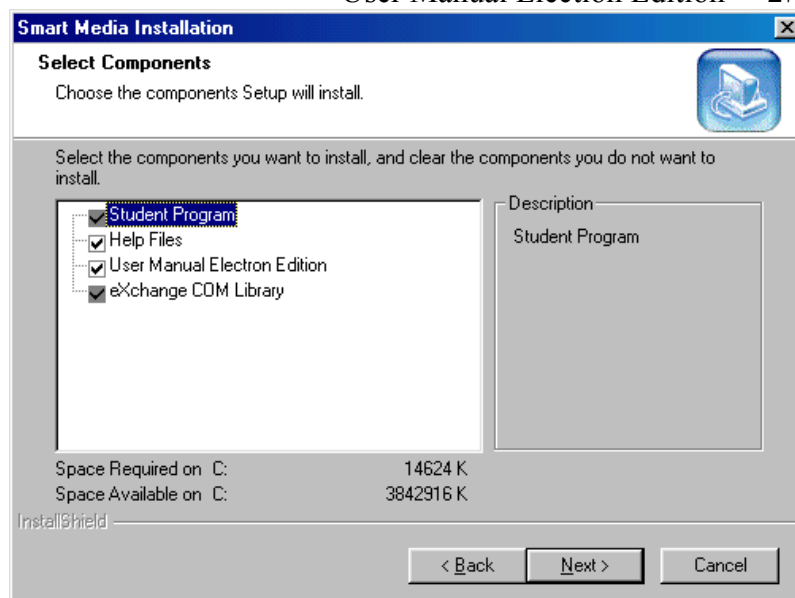 User Manual Election Edition
Smart Media Installation
Select Components
Choose the components Setup will install.
Select the components you want to install, and clear the components you do not want to
install.
Student Program
Help Files
User Manual Electron Edition
eXchange COM Library
Description
Student Program
Space Required on C: 14624 K
Space Available on C: 3842916 K
InstallShield
< Back Next > Cancel